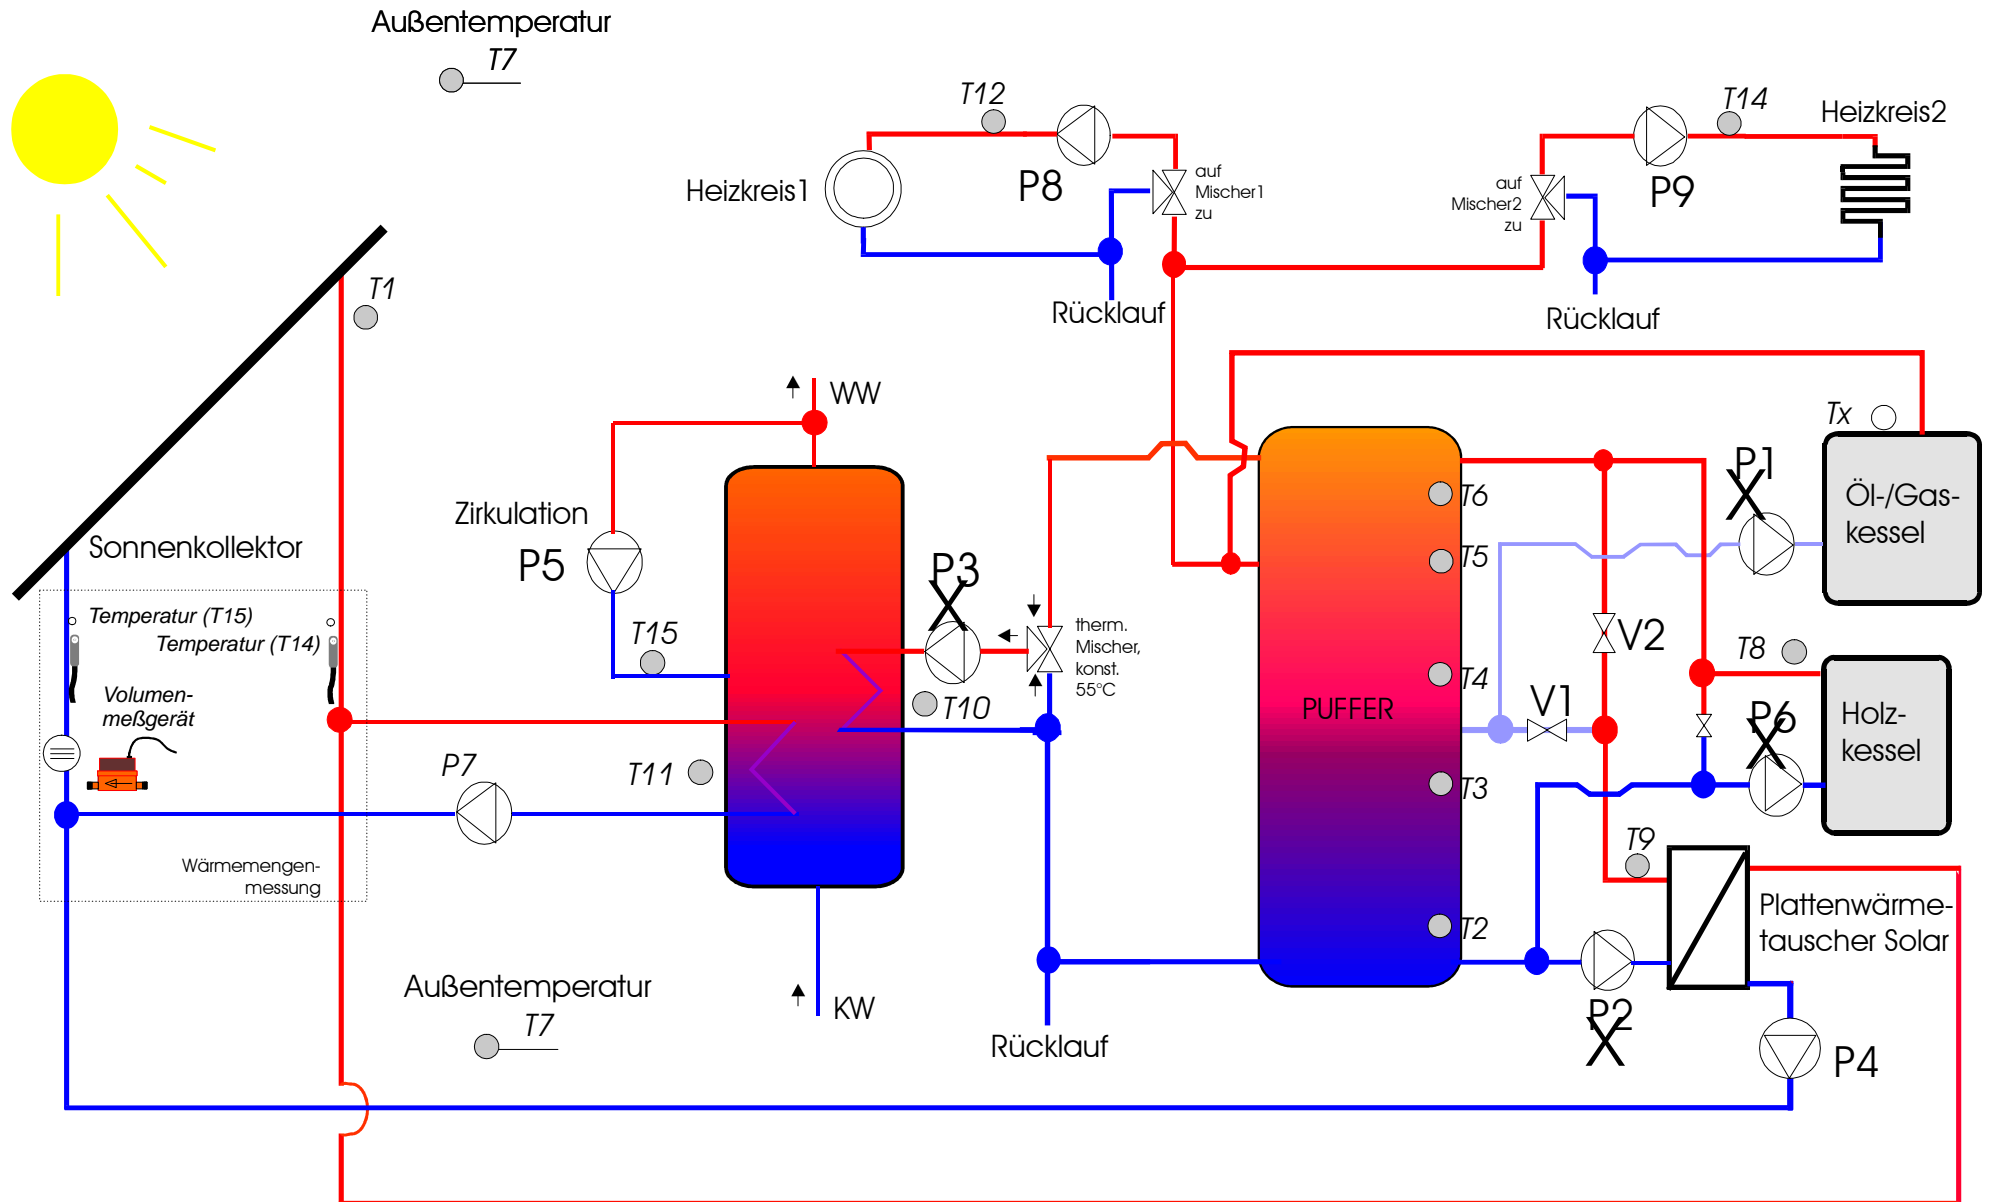 Außentemperatur
T7
T12
T14
Heizkreis2
P8
P9
Heizkreis1
auf
Mischer1
zu
auf
Mischer2
zu
T1
Rücklauf
Rücklauf
WW
Tx
Zirkulation
P5
P3
T6
T5
P1
Öl-/Gas-
kessel
Sonnenkollektor
Temperatur (T15)
Temperatur (T14)
T15
therm.
Mischer,
konst.
55°C
T10
T4
V2
T8
Volumen-
meßgerät
PUFFER
V1
P6
Holz-
kessel
P7
T11
T3
T9
Wärmemengen-
messung
T2
Plattenwärme-
tauscher Solar
Außentemperatur
T7
KW
Rücklauf
P2
P4